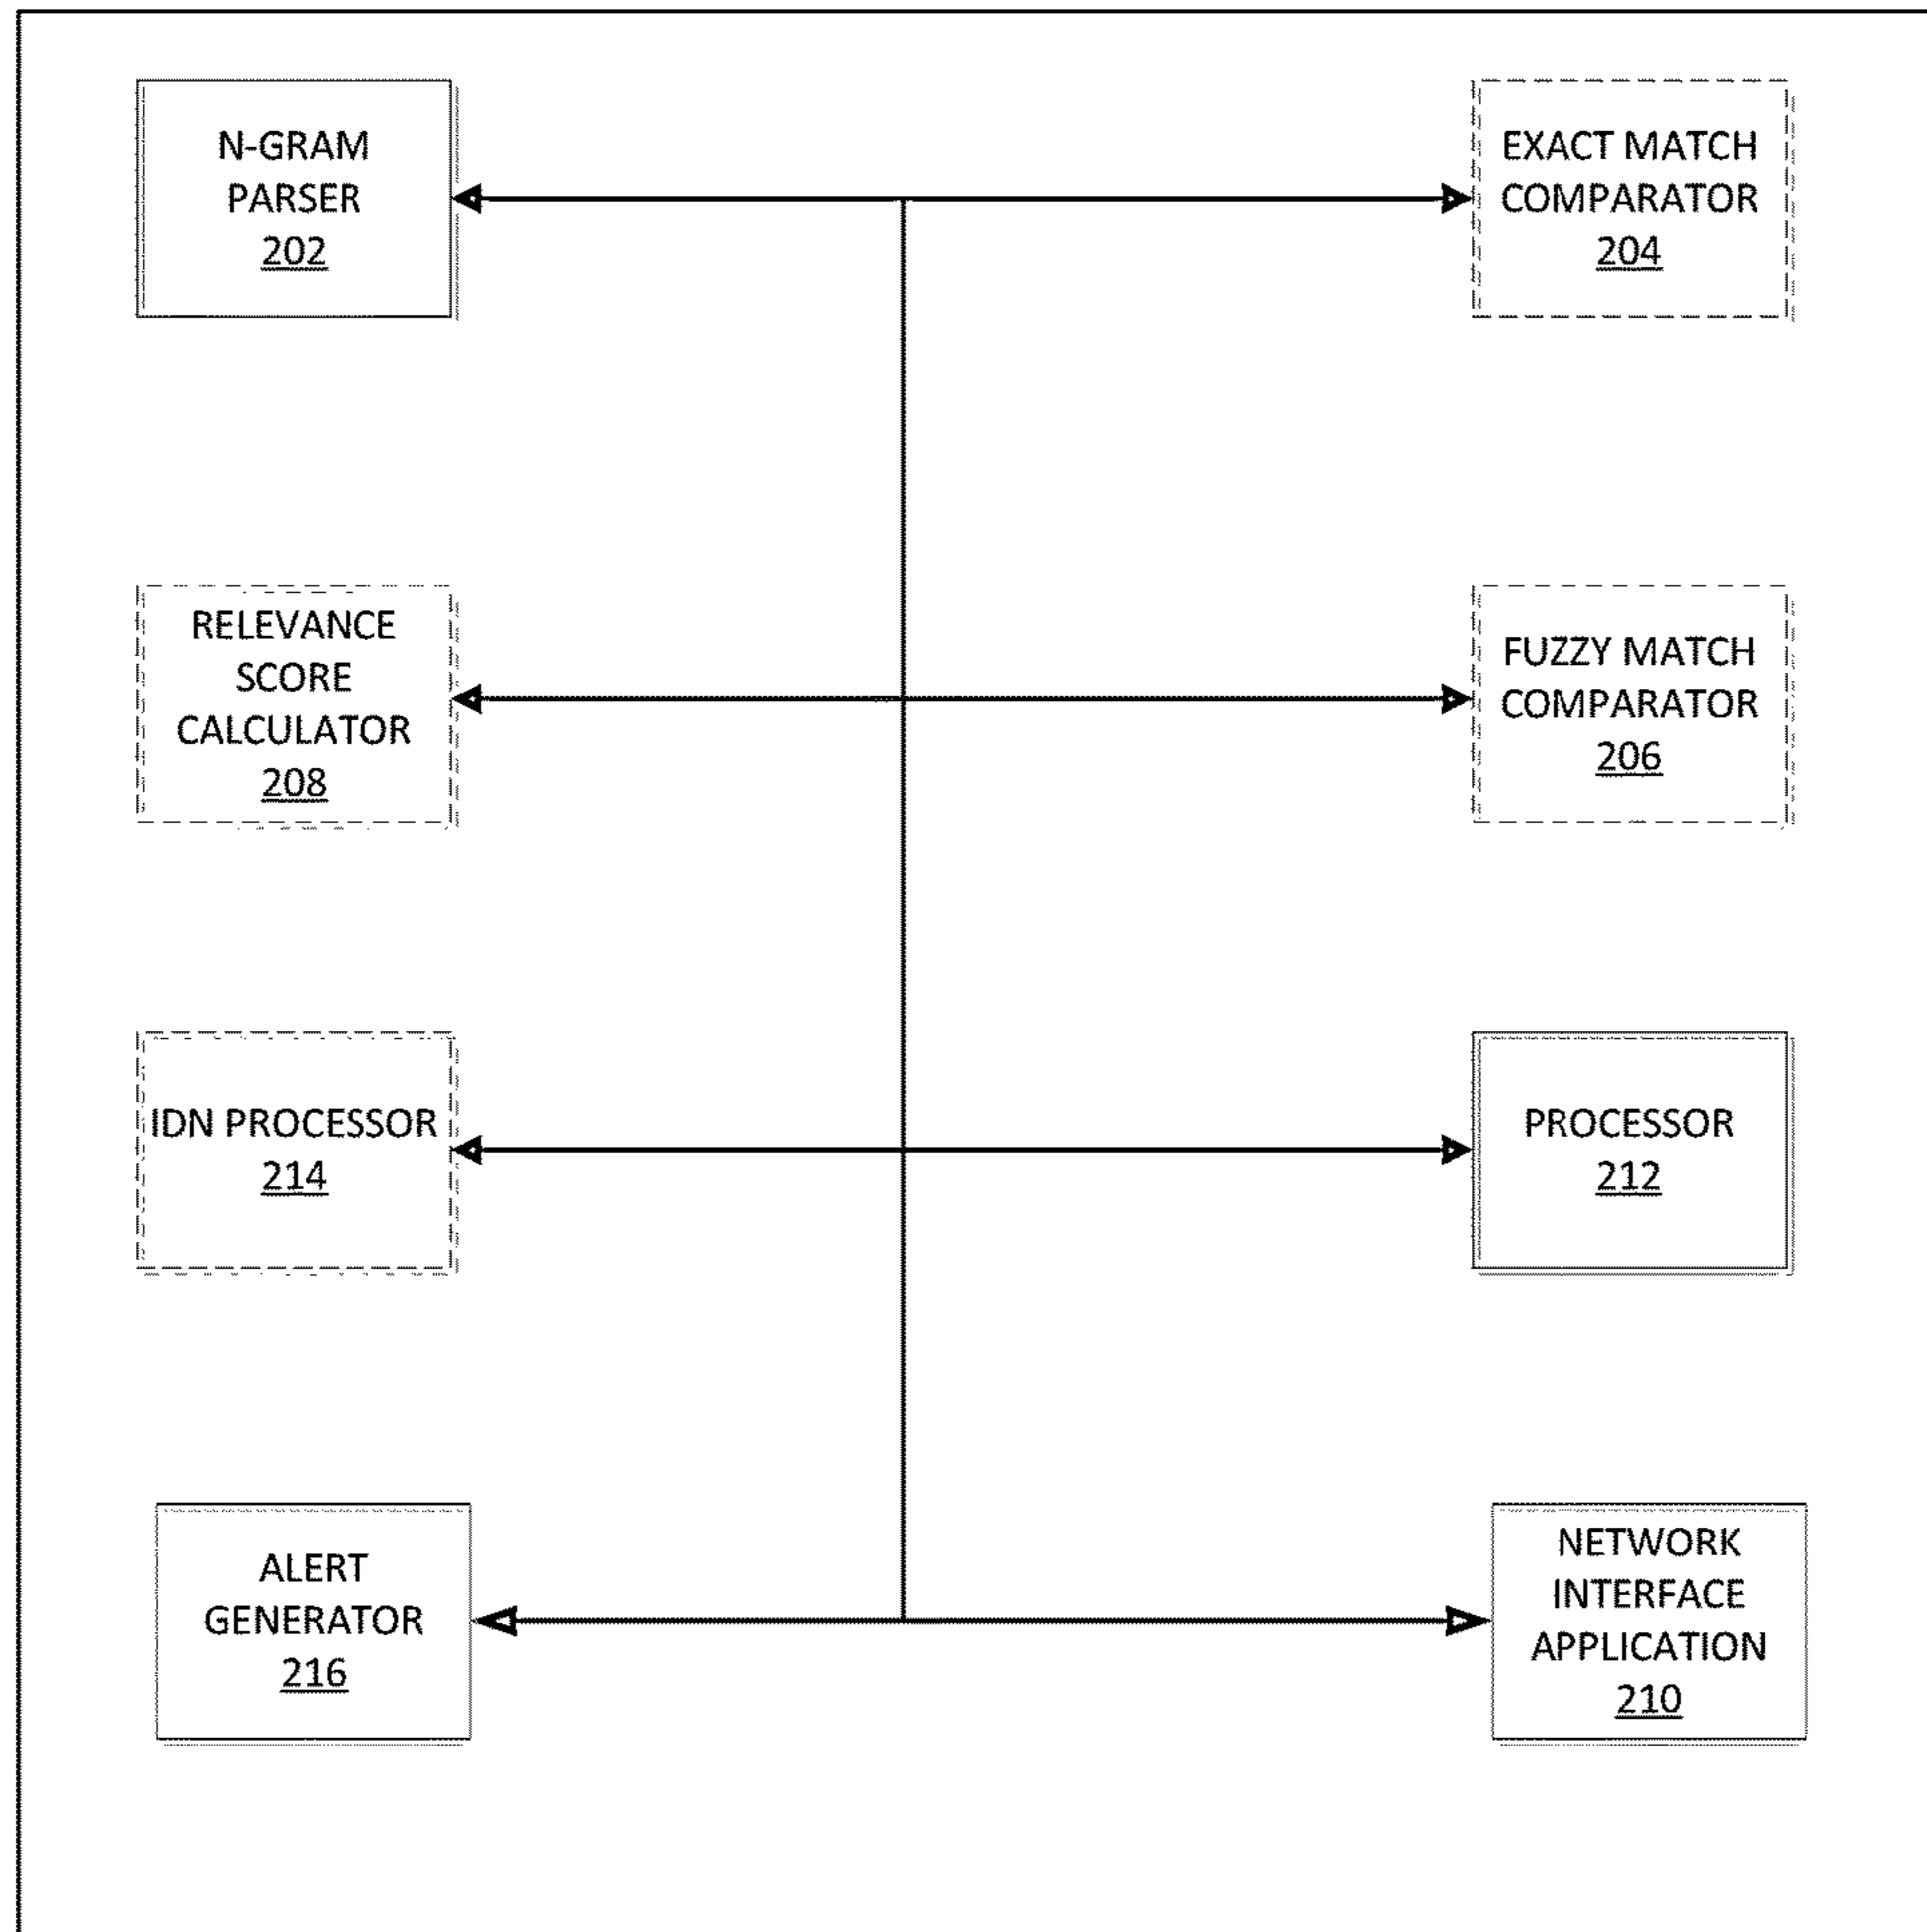 N-GRAM
PARSER
202
EXACT MATCH
COMPARATOR
204
RELEVANCE
SCORE
CALCULATOR
208
FUZZY MATCH
COMPARATOR
206
IDN PROCESSOR
214
PROCESSOR
212
ALERT
GENERATOR
216
NETWORK
INTERFACE
APPLICATION
210